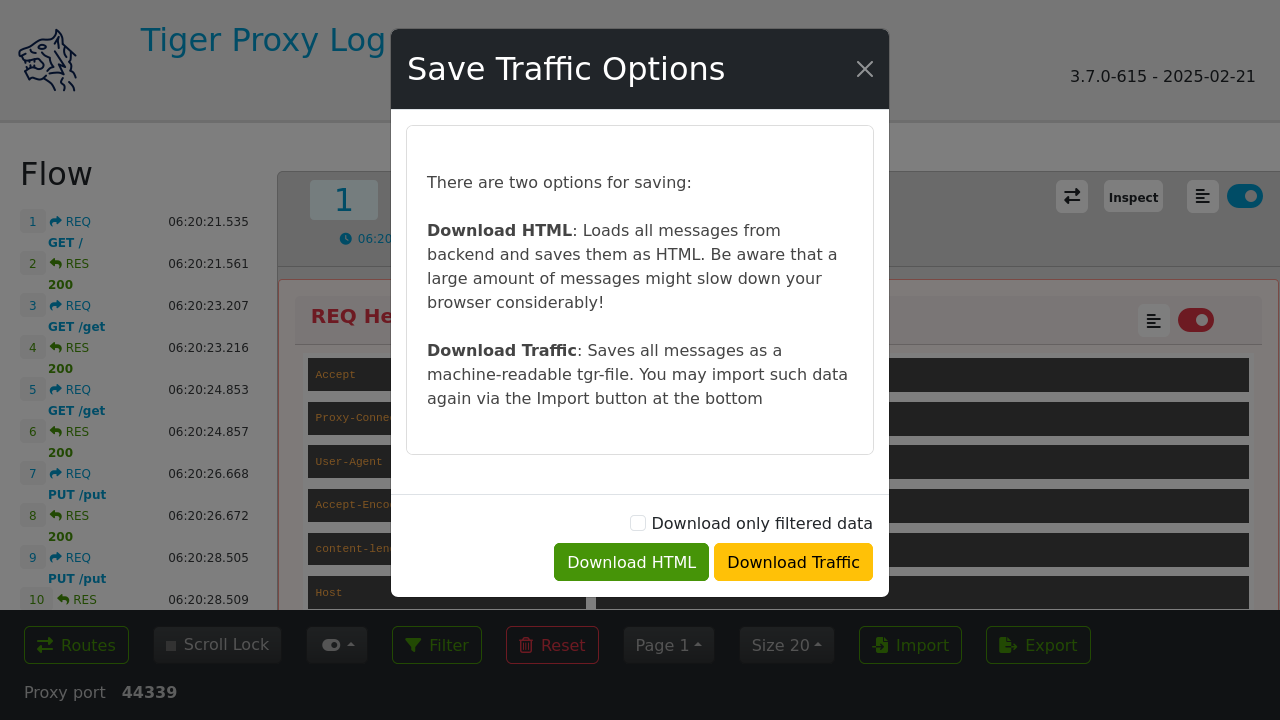 Tiger Proxy Log
3.7.0-615 - 2025-02-21
Save Traffic Options
There are two options for saving:
Download HTML: Loads all messages from
backend and saves them as HTML. Be aware that a
large amount of messages might slow down your
browser considerably!
Download Traffic: Saves all messages as a
machine-readable tgr-file. You may import such data
again via the Import button at the bottom
Download only filtered data
Download HTML
Download Traffic
Flow
1 REQ 06:20:21.535
GET /
2 RES 06:20:21.561
200
3 REQ 06:20:23.207
GET /get
4 RES 06:20:23.216
200
5 REQ 06:20:24.853
GET /get
6 RES 06:20:24.857
200
7 REQ 06:20:26.668
PUT /put
8 RES 06:20:26.672
200
9 REQ 06:20:28.505
PUT /put
10 RES 06:20:28.509
1
06:20
Inspect
REQ He
Accept
Proxy-Conne
User-Agent
Accept-Enco
content-len
Host
Routes
Scroll Lock
Filter
Reset
Page 1
Size 20
Import
Export
Proxy port 44339